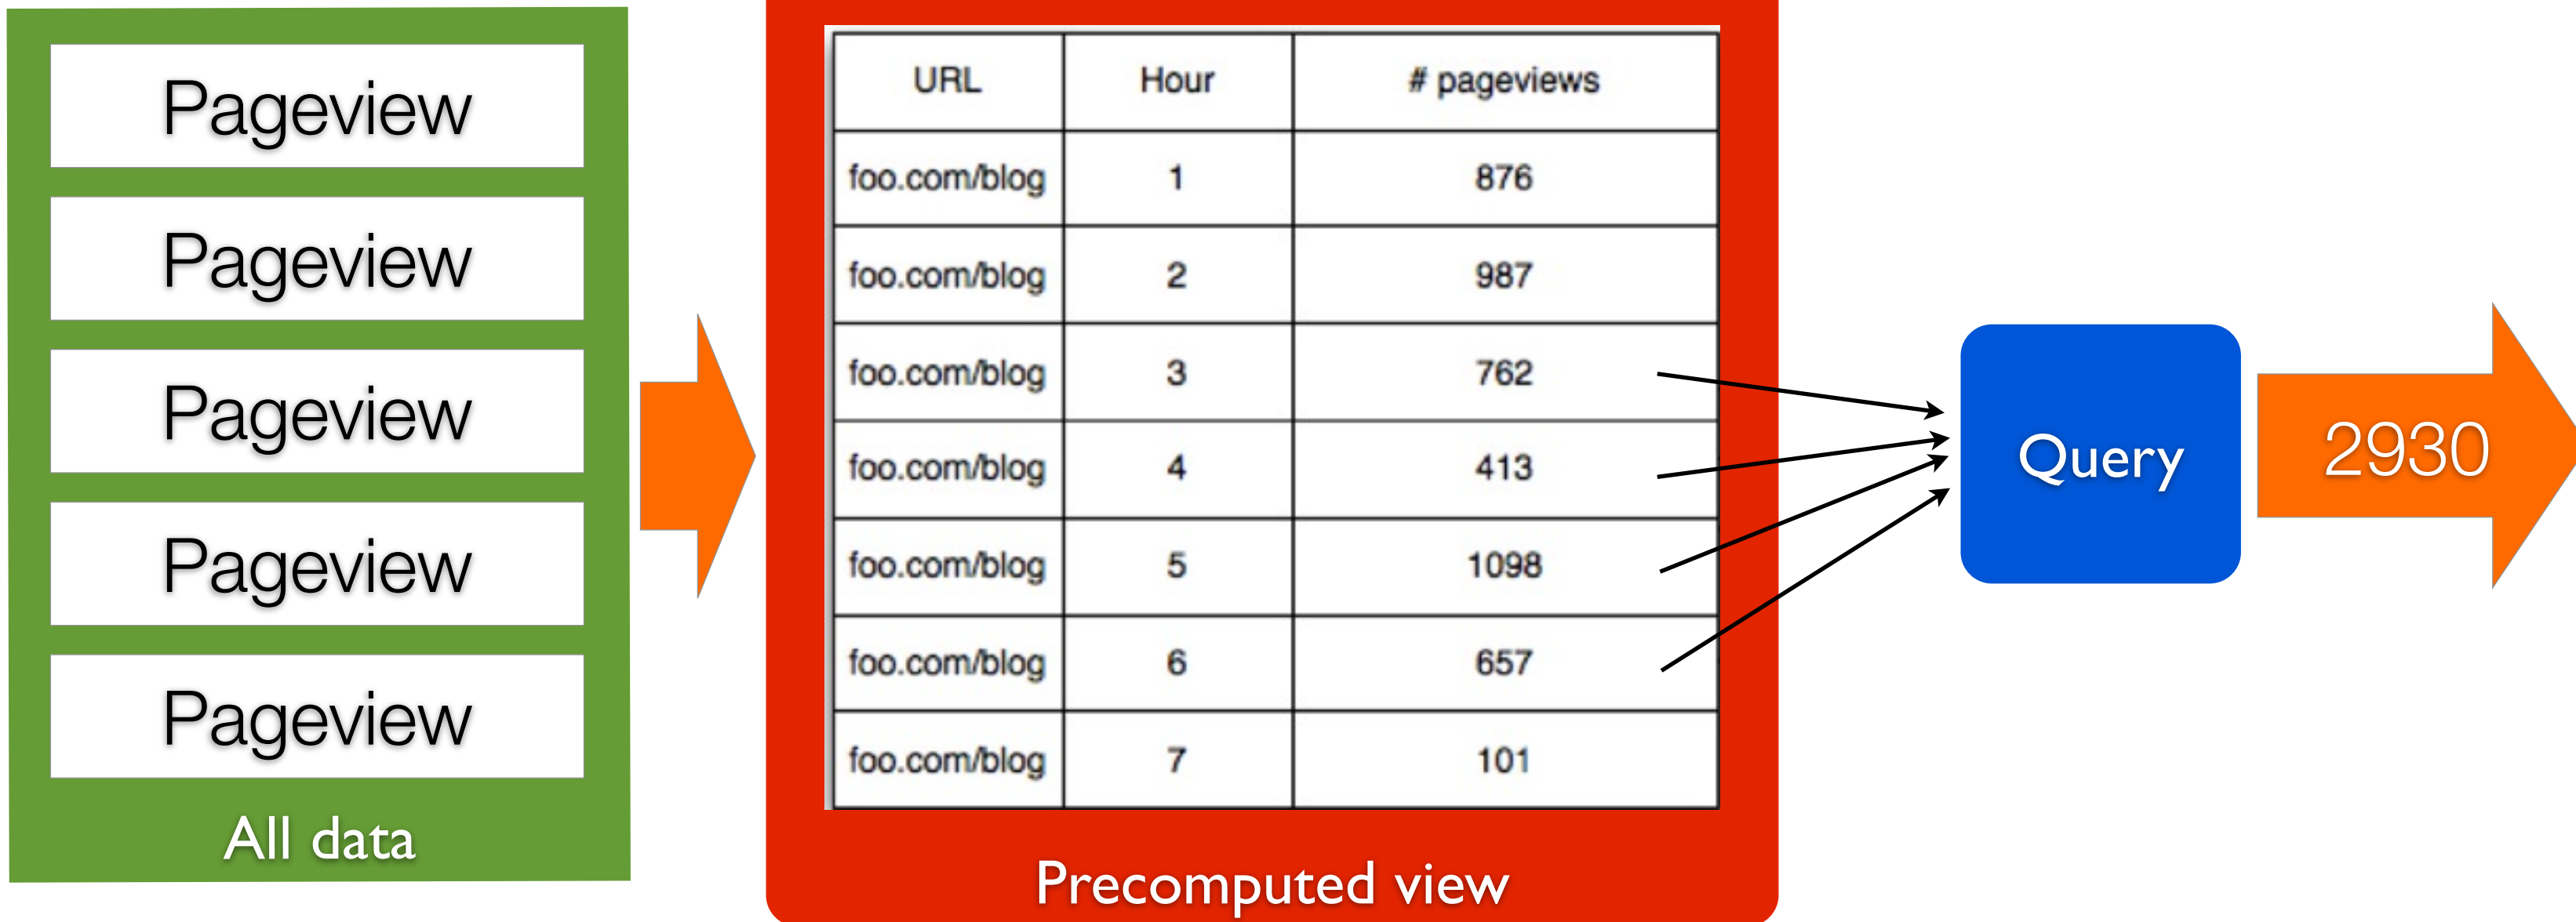 Pageview
Pageview
Pageview
Pageview
Pageview
All data
URL Hour # pageviews
foo.com/blog 1 876
foo.com/blog 2 987
foo.com/blog 3 762
foo.com/blog 4 413
foo.com/blog 5 1098
foo.com/blog 6 657
foo.com/blog 7 101
Precomputed view
Query
2930